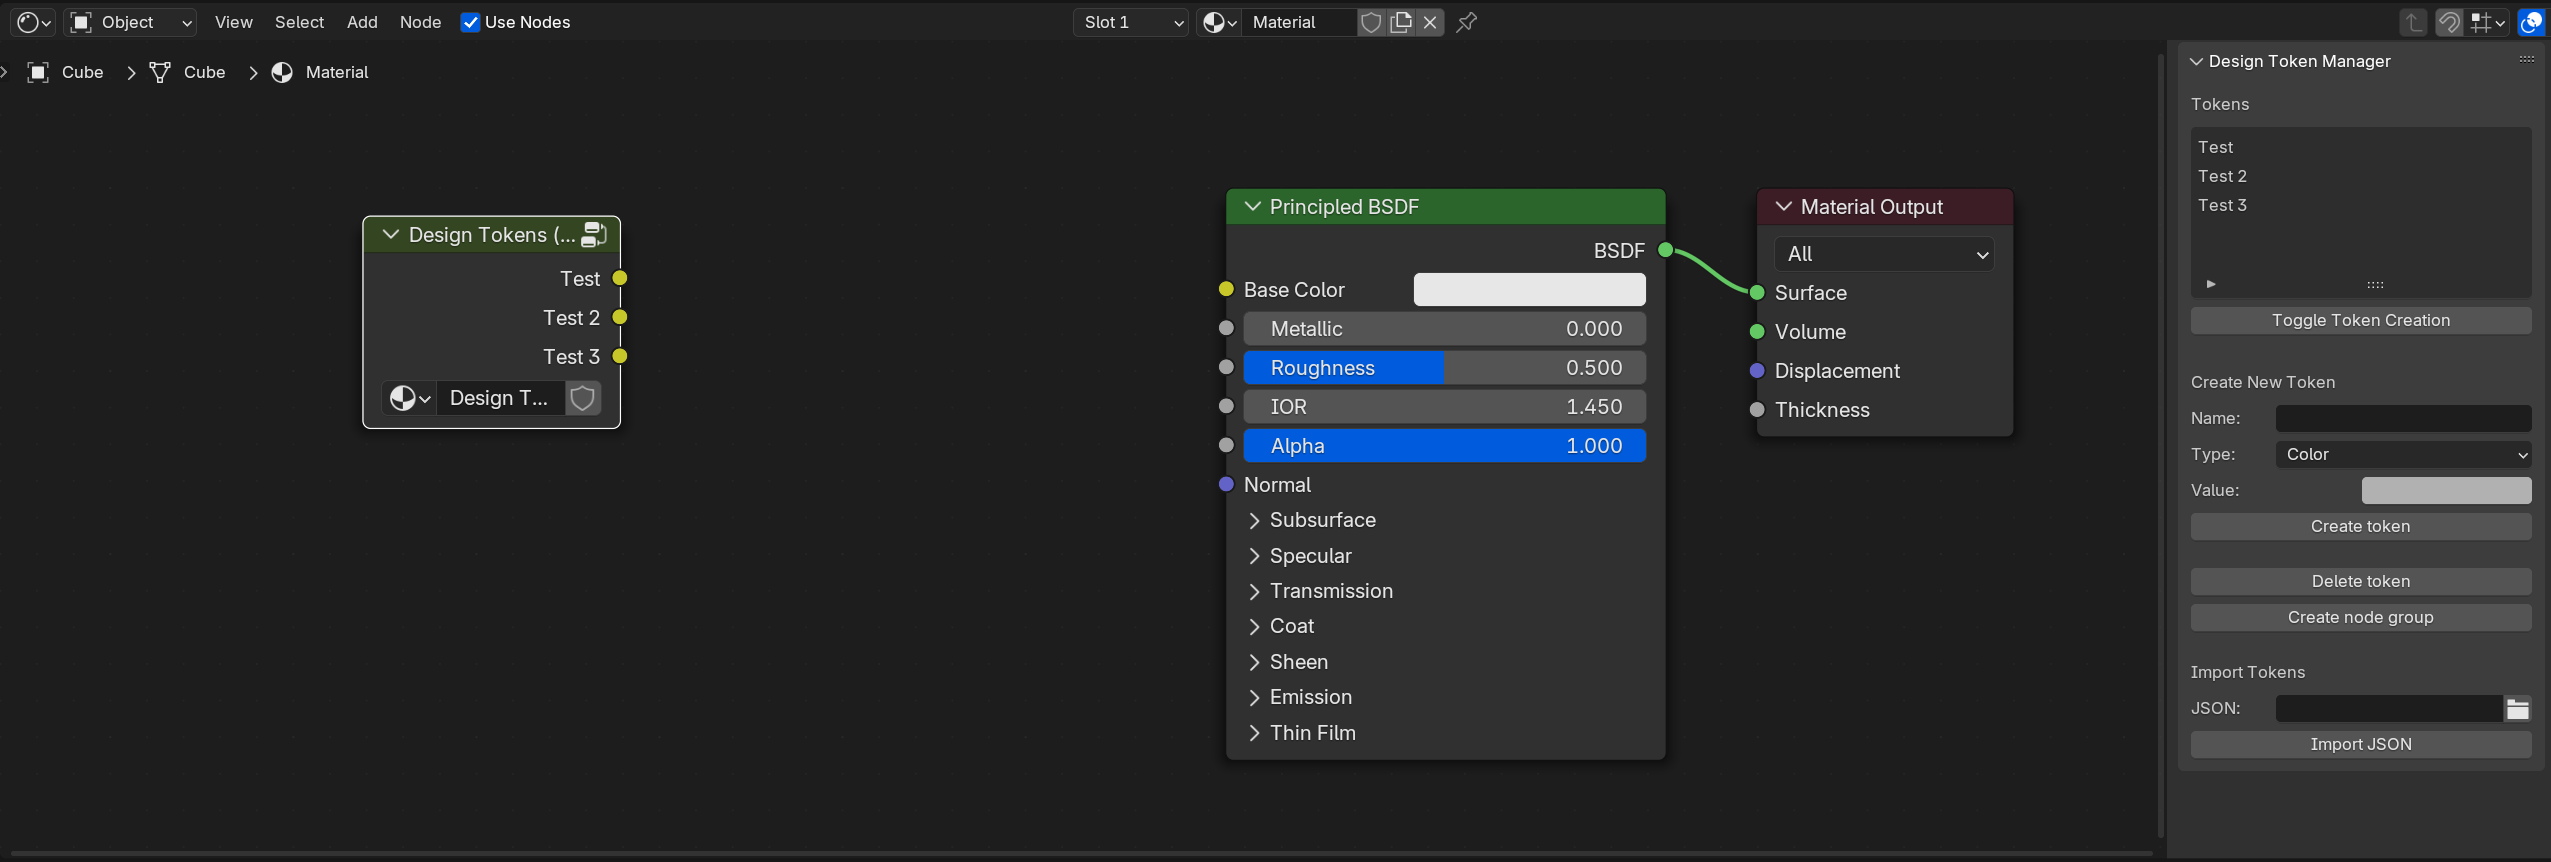 Object View Select Add Node Use Nodes Slot 1 Material
Cube Cube Material
Design Tokens (...
Test
Test 2
Test 3
Design T...
Principled BSDF
BSDF
Base Color
Metallic 0.000
Roughness 0.500
IOR 1.450
Alpha 1.000
Normal
Subsurface
Specular
Transmission
Coat
Sheen
Emission
Thin Film
Material Output
All
Surface
Volume
Displacement
Thickness
Design Token Manager
Tokens
Test
Test 2
Test 3
Toggle Token Creation
Create New Token
Name:
Type: Color
Value:
Create token
Delete token
Create node group
Import Tokens
JSON:
Import JSON